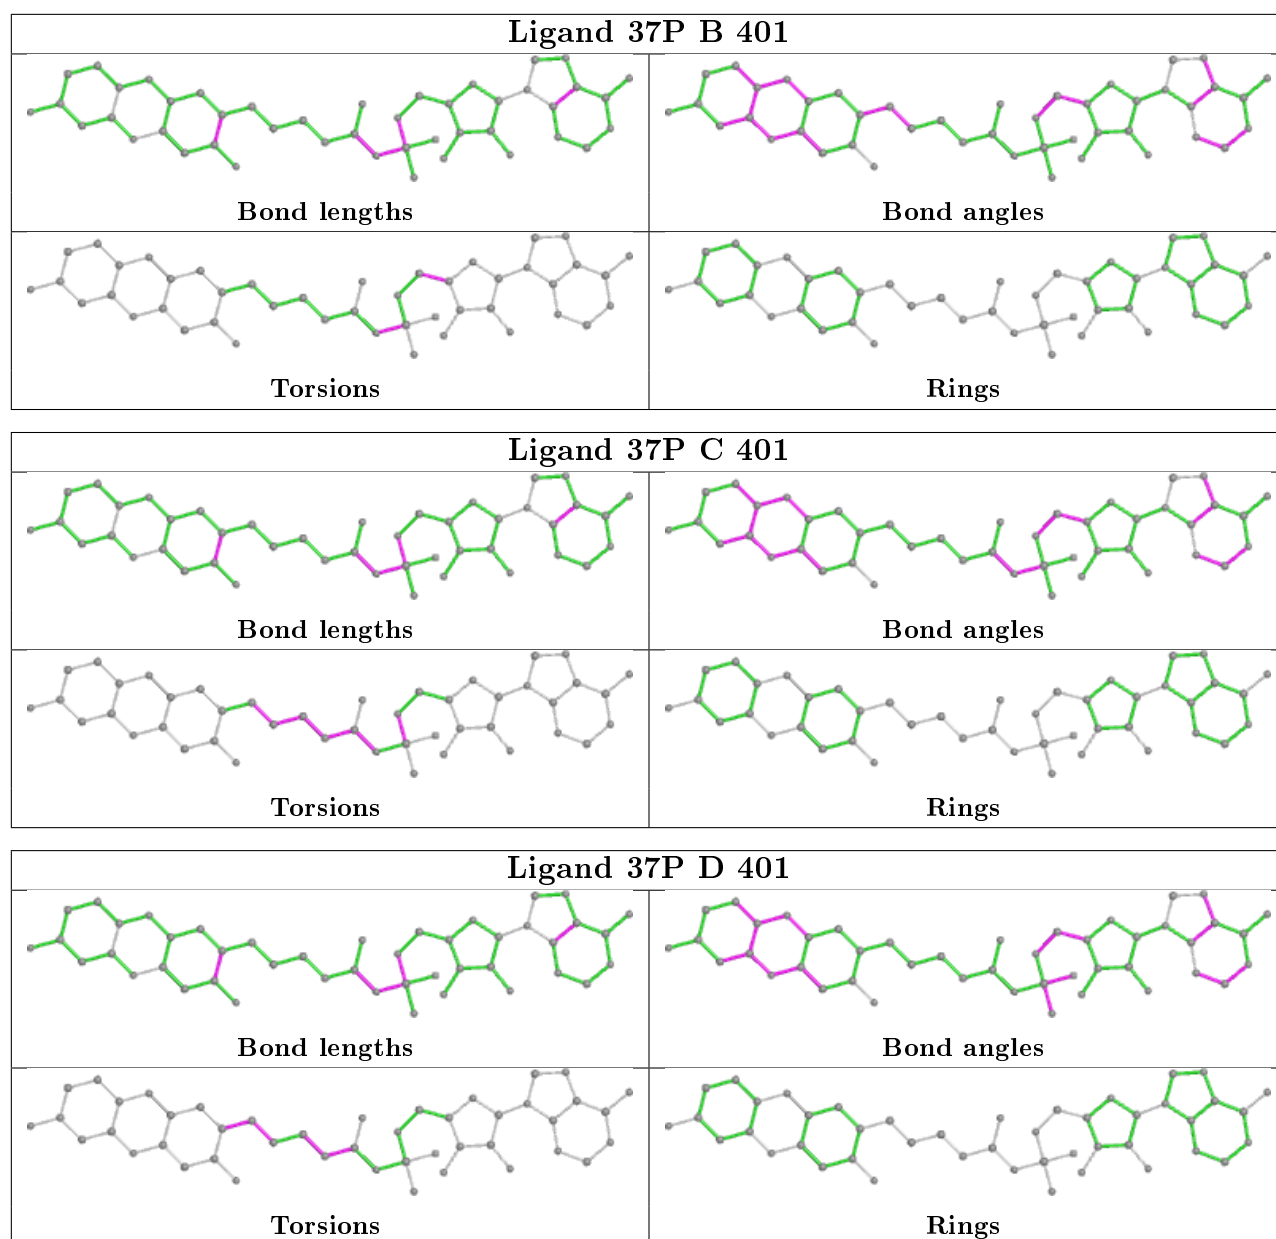 Ligand 37P B 401
Bond lengths
Bond angles
Torsions
Rings
Ligand 37P C 401
Bond lengths
Bond angles
Torsions
Rings
Ligand 37P D 401
Bond lengths
Bond angles
Torsions
Rings